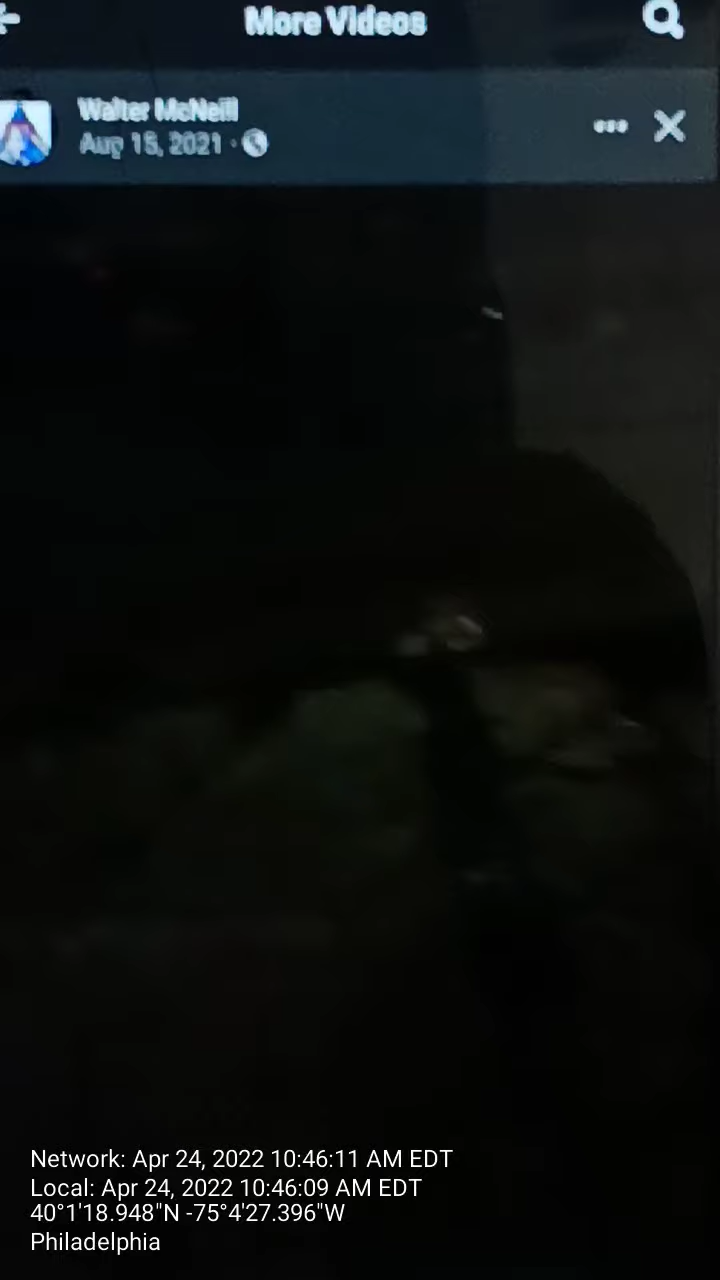 More Videos
Walter McNeill
Aug 15, 2021
Network: Apr 24, 2022 10:46:11 AM EDT
Local: Apr 24, 2022 10:46:09 AM EDT
40°1'18.948"N -75°4'27.396"W
Philadelphia